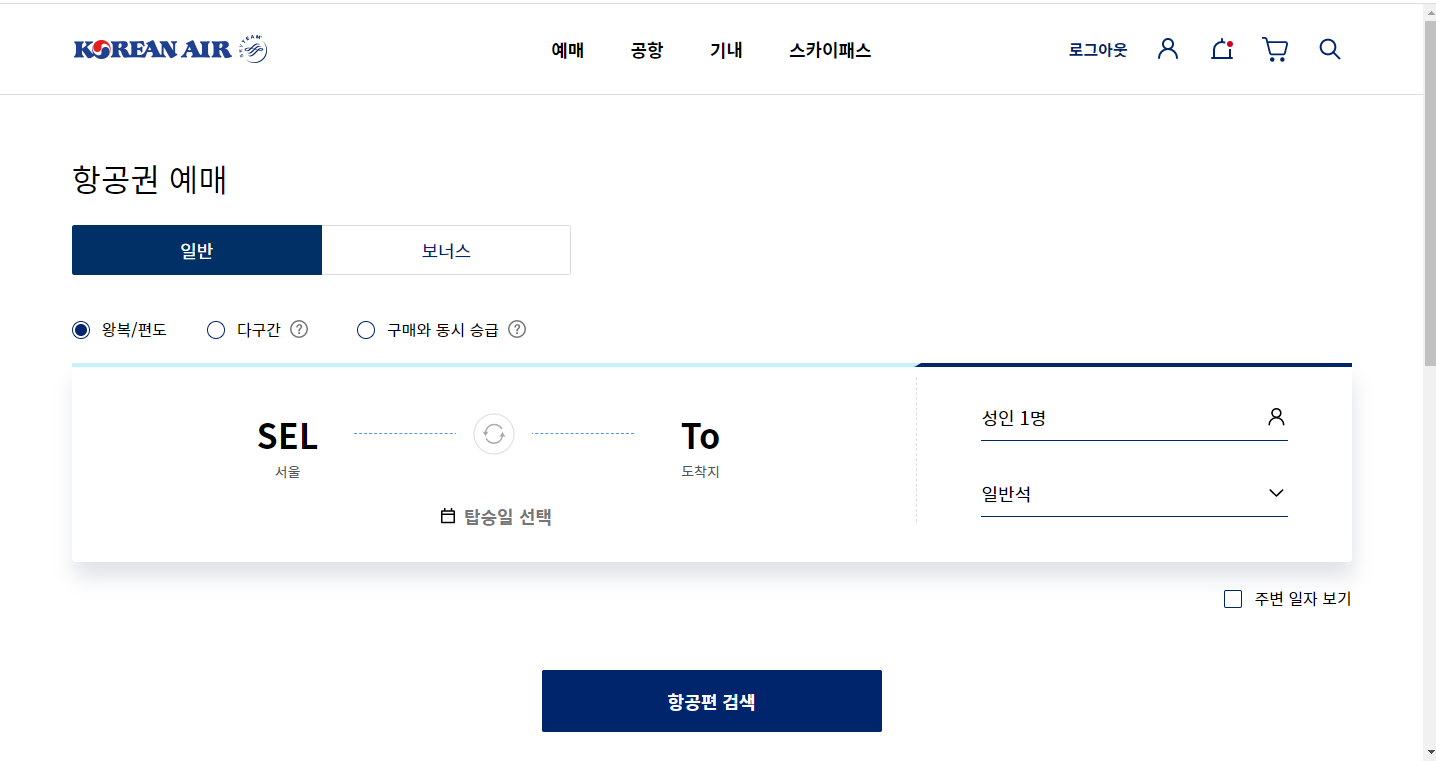 KOREAN AIR SKYTEAM 예매 공항 기내 스카이패스 로그아웃
항공권 예매
일반 보너스
왕복/편도 다구간 ? 구매와 동시 승급 ?
SEL To 성인 1명
서울 도착지
일반석
탑승일 선택
주변 일자 보기
항공편 검색